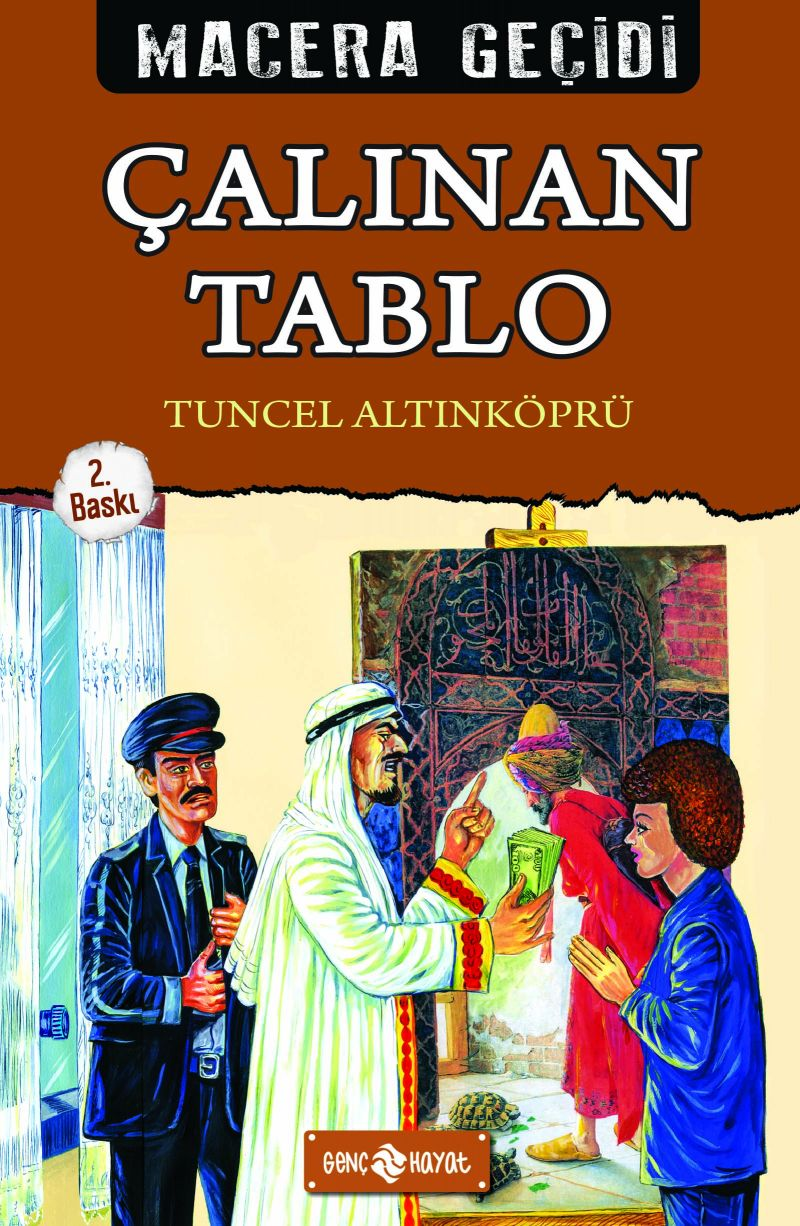 MACERA GEÇİDİ
ÇALINAN
TABLO
TUNCEL ALTINKÖPRÜ
2.
Baskı
GENÇ HAYAT